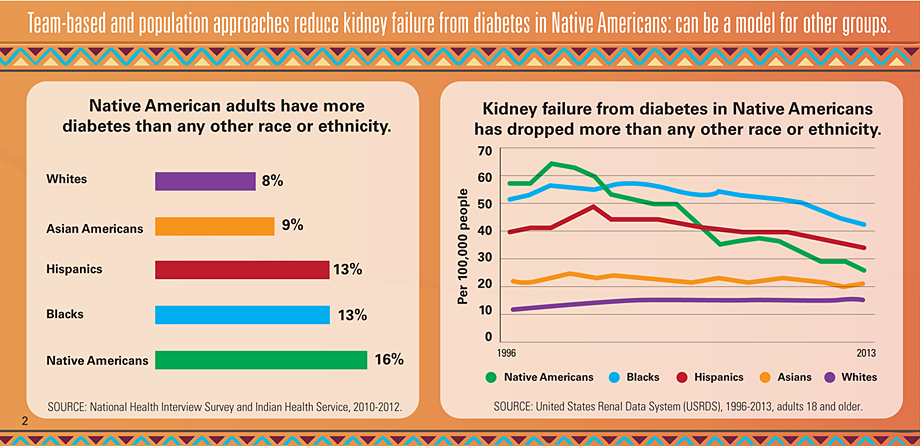 Team-based and population approaches reduce kidney failure from diabetes in Native Americans: can be a model for other groups.
Native American adults have more
diabetes than any other race or ethnicity.
Whites 8%
Asian Americans 9%
Hispanics 13%
Blacks 13%
Native Americans 16%
SOURCE: National Health Interview Survey and Indian Health Service, 2010-2012.
2
Kidney failure from diabetes in Native Americans
has dropped more than any other race or ethnicity.
Per 100,000 people
70
60
50
40
30
20
10
0
1996 2013
Native Americans Blacks Hispanics Asians Whites
SOURCE: United States Renal Data System (USRDS), 1996-2013, adults 18 and older.